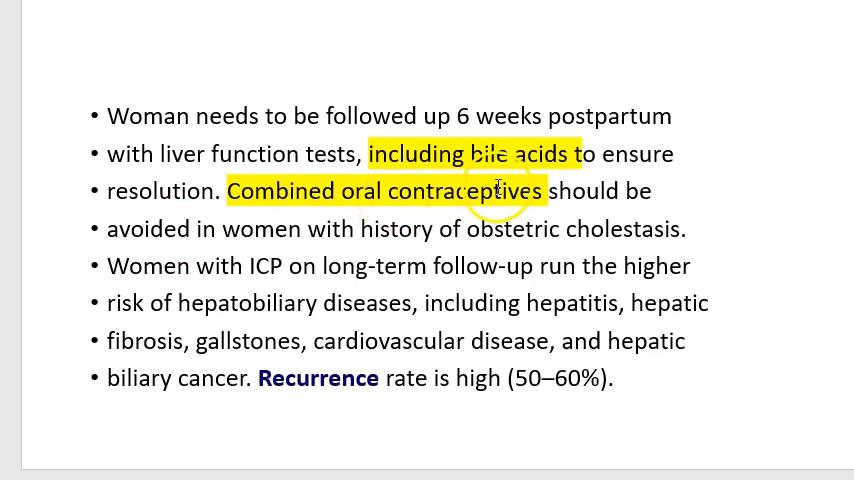 • Woman needs to be followed up 6 weeks postpartum
• with liver function tests, including bile acids to ensure
• resolution. Combined oral contraceptives should be
• avoided in women with history of obstetric cholestasis.
• Women with ICP on long-term follow-up run the higher
• risk of hepatobiliary diseases, including hepatitis, hepatic
• fibrosis, gallstones, cardiovascular disease, and hepatic
• biliary cancer. Recurrence rate is high (50–60%).